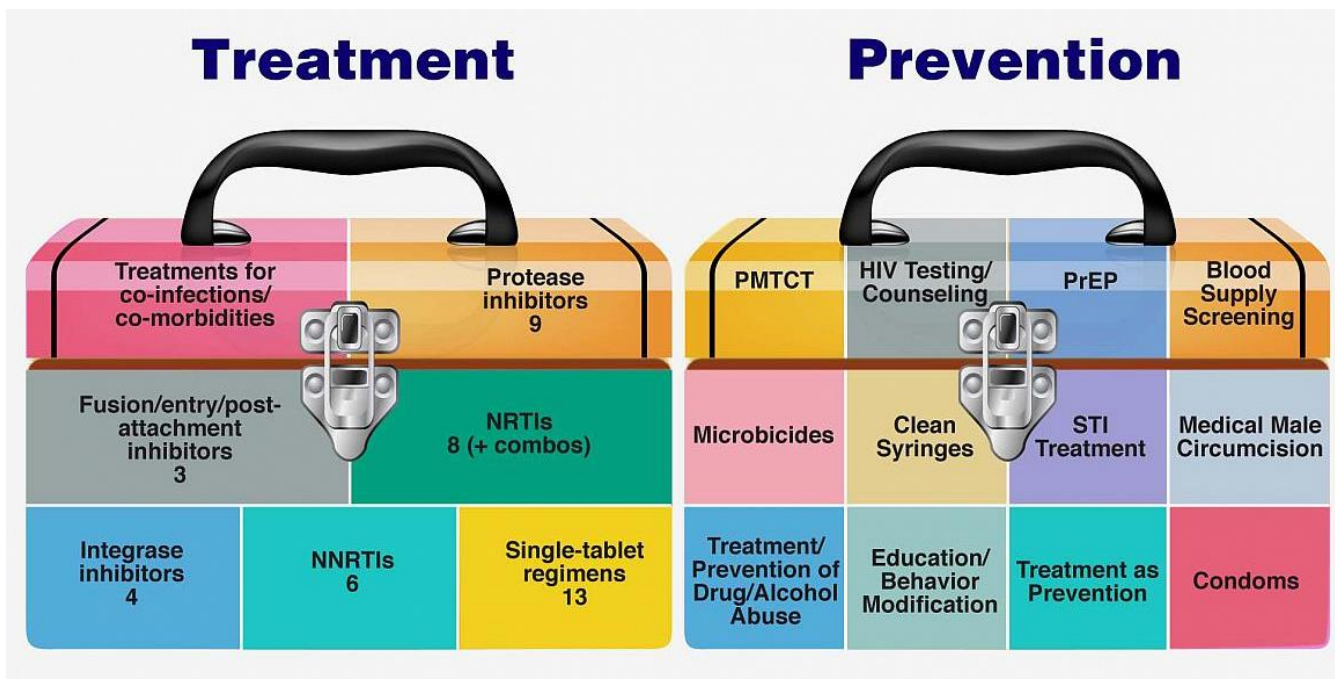 Treatment
Treatments for
co-infections/
co-morbidities
Protease
inhibitors
9
Fusion/entry/post-
attachment
inhibitors
3
NRTIs
8 (+ combos)
Integrase
inhibitors
4
NNRTIs
6
Single-tablet
regimens
13
Prevention
PMTCT
HIV Testing/
Counseling
PrEP
Blood
Supply
Screening
Microbicides
Clean
Syringes
STI
Treatment
Medical Male
Circumcision
Treatment/
Prevention of
Drug/Alcohol
Abuse
Education/
Behavior
Modification
Treatment as
Prevention
Condoms